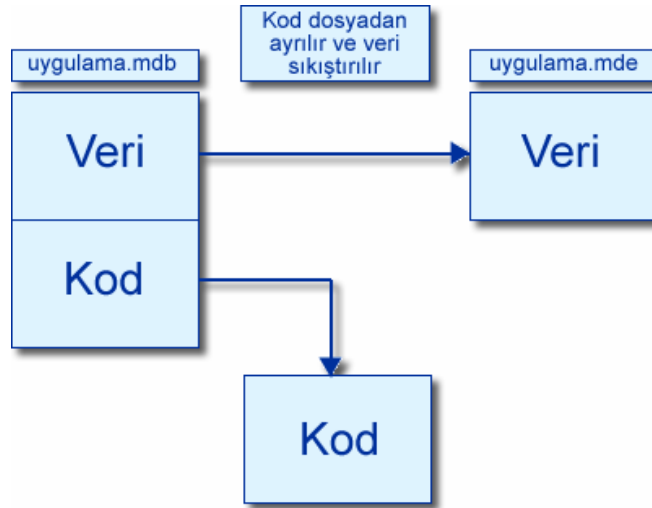 Kod dosyadan
ayrılır ve veri
sıkıştırılır
uygulama.mdb
uygulama.mde
Veri
Veri
Kod
Kod